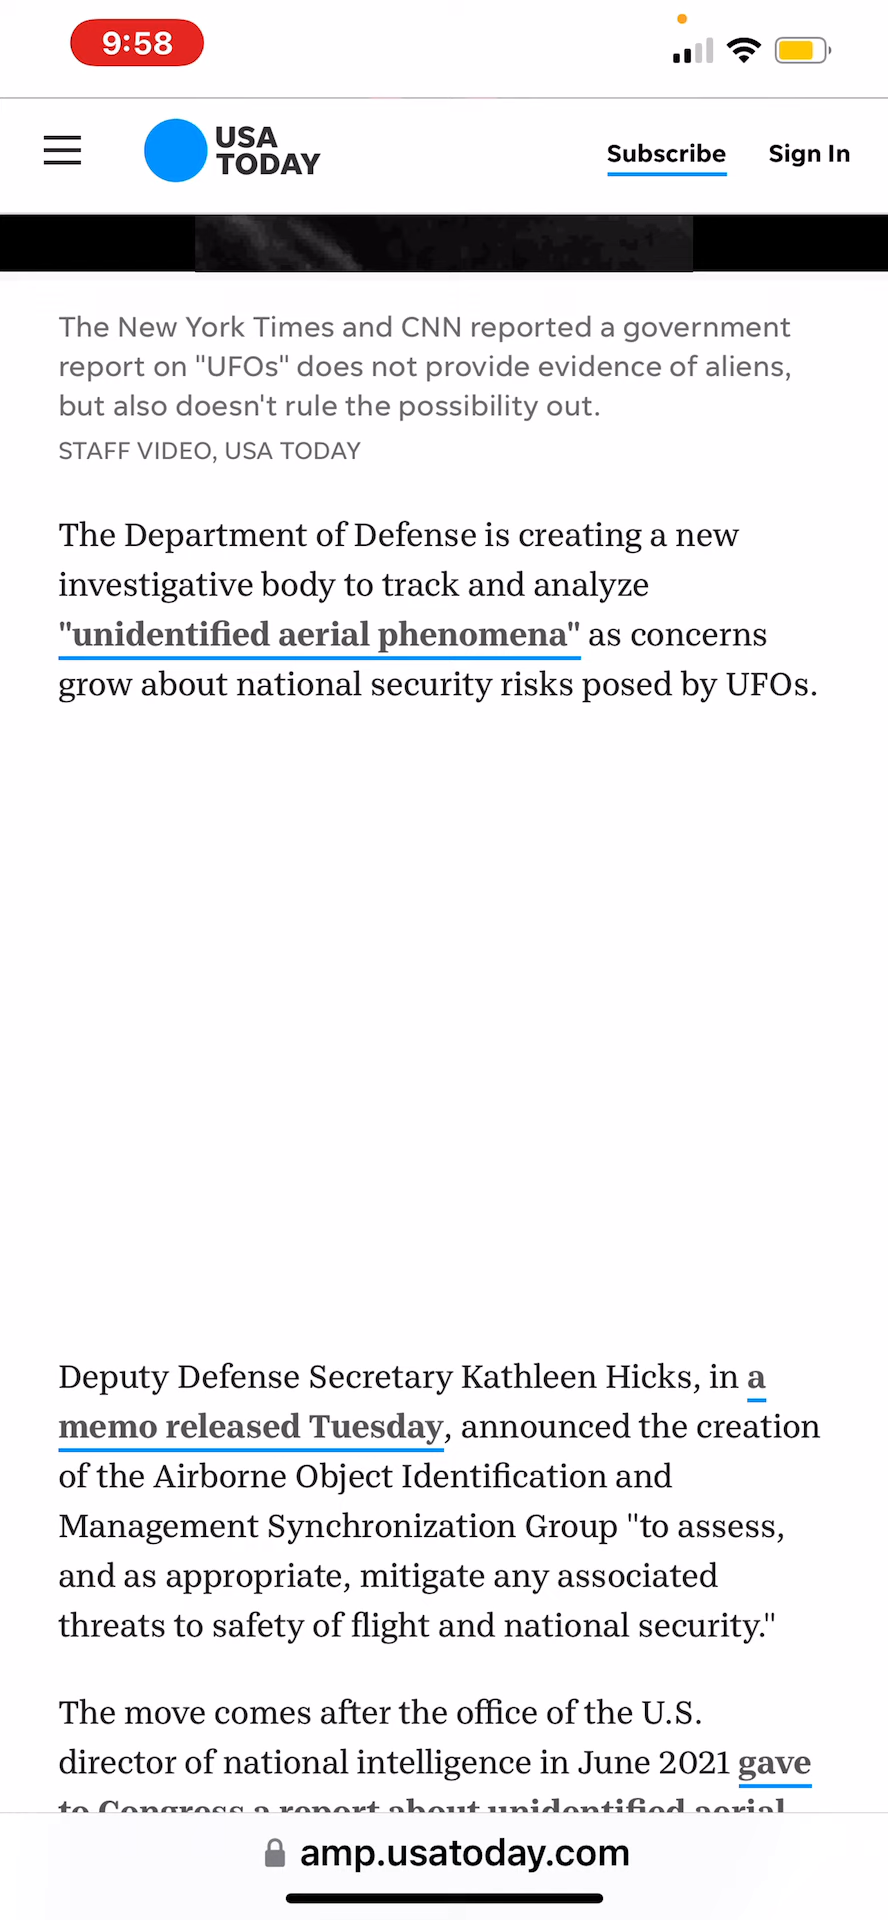 9:58
USA
TODAY
Subscribe
Sign In
The New York Times and CNN reported a government
report on "UFOs" does not provide evidence of aliens,
but also doesn't rule the possibility out.
STAFF VIDEO, USA TODAY
The Department of Defense is creating a new
investigative body to track and analyze
"unidentified aerial phenomena" as concerns
grow about national security risks posed by UFOs.
Deputy Defense Secretary Kathleen Hicks, in a
memo released Tuesday, announced the creation
of the Airborne Object Identification and
Management Synchronization Group "to assess,
and as appropriate, mitigate any associated
threats to safety of flight and national security."
The move comes after the office of the U.S.
director of national intelligence in June 2021 gave
to Congress a report about unidentified aerial
amp.usatoday.com